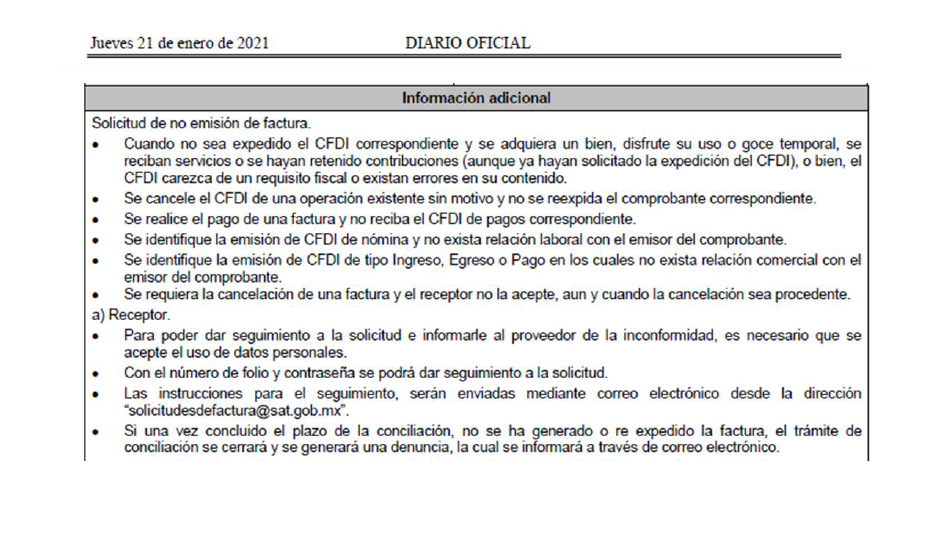 Jueves 21 de enero de 2021 DIARIO OFICIAL
Información adicional
Solicitud de no emisión de factura.
• Cuando no sea expedido el CFDI correspondiente y se adquiera un bien, disfrute su uso o goce temporal, se
reciban servicios o se hayan retenido contribuciones (aunque ya hayan solicitado la expedición del CFDI), o bien, el
CFDI carezca de un requisito fiscal o existan errores en su contenido.
• Se cancele el CFDI de una operación existente sin motivo y no se reexpida el comprobante correspondiente.
• Se realice el pago de una factura y no reciba el CFDI de pagos correspondiente.
• Se identifique la emisión de CFDI de nómina y no exista relación laboral con el emisor del comprobante.
• Se identifique la emisión de CFDI de tipo Ingreso, Egreso o Pago en los cuales no exista relación comercial con el
emisor del comprobante.
• Se requiera la cancelación de una factura y el receptor no la acepte, aun y cuando la cancelación sea procedente.
a) Receptor.
• Para poder dar seguimiento a la solicitud e informarle al proveedor de la inconformidad, es necesario que se
acepte el uso de datos personales.
• Con el número de folio y contraseña se podrá dar seguimiento a la solicitud.
• Las instrucciones para el seguimiento, serán enviadas mediante correo electrónico desde la dirección
“solicitudesdefactura@sat.gob.mx”.
• Si una vez concluido el plazo de la conciliación, no se ha generado o re expedido la factura, el trámite de
conciliación se cerrará y se generará una denuncia, la cual se informará a través de correo electrónico.